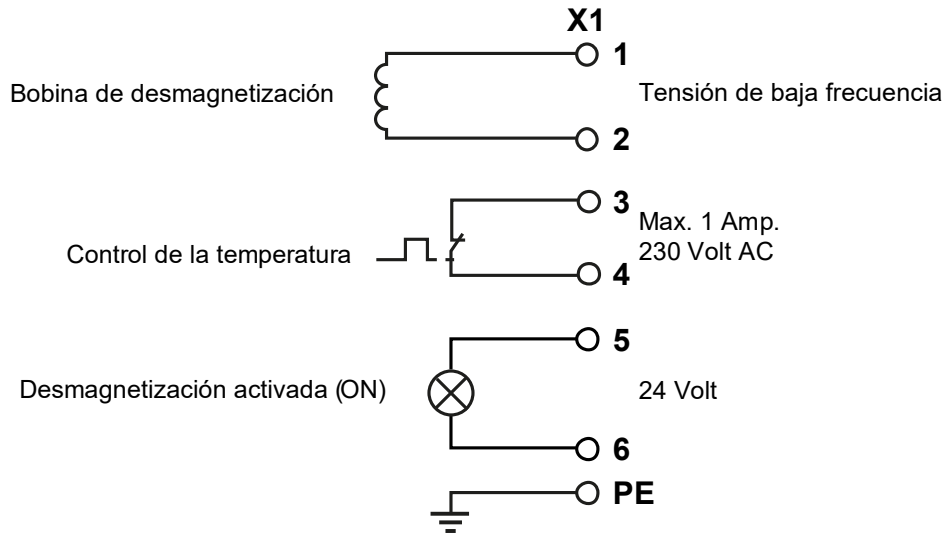 X1
1
Bobina de desmagnetización
Tensión de baja frecuencia
2
3
Max. 1 Amp.
230 Volt AC
Control de la temperatura
4
5
Desmagnetización activada (ON)
24 Volt
6
PE